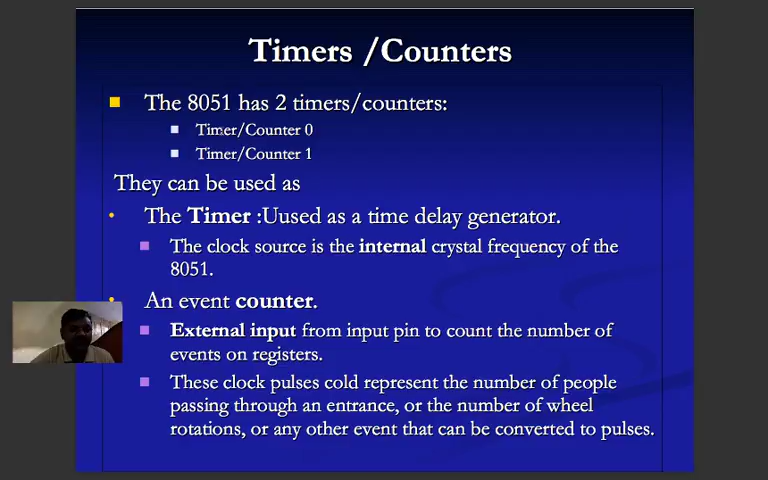 Timers /Counters
The 8051 has 2 timers/counters:
Timer/Counter 0
Timer/Counter 1
They can be used as
The Timer :Uused as a time delay generator.
The clock source is the internal crystal frequency of the
8051.
An event counter.
External input from input pin to count the number of
events on registers.
These clock pulses cold represent the number of people
passing through an entrance, or the number of wheel
rotations, or any other event that can be converted to pulses.